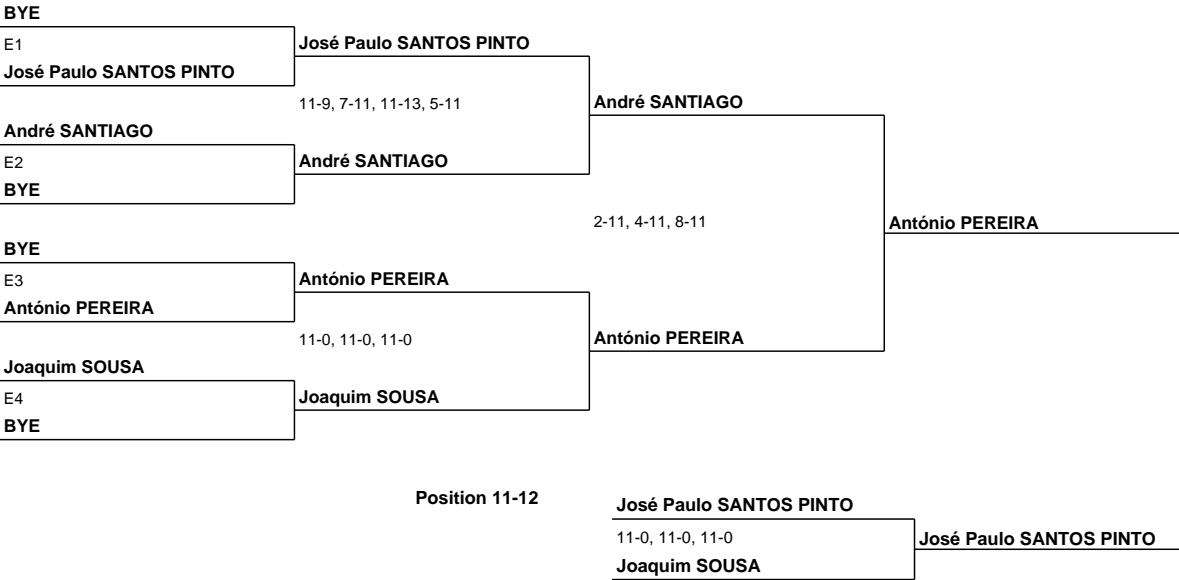 BYE
E1
José Paulo SANTOS PINTO
José Paulo SANTOS PINTO
11-9, 7-11, 11-13, 5-11
André SANTIAGO
André SANTIAGO
E2
André SANTIAGO
BYE
2-11, 4-11, 8-11
António PEREIRA
BYE
E3
António PEREIRA
António PEREIRA
11-0, 11-0, 11-0
António PEREIRA
Joaquim SOUSA
E4
Joaquim SOUSA
BYE
Position 11-12
José Paulo SANTOS PINTO
11-0, 11-0, 11-0
José Paulo SANTOS PINTO
Joaquim SOUSA